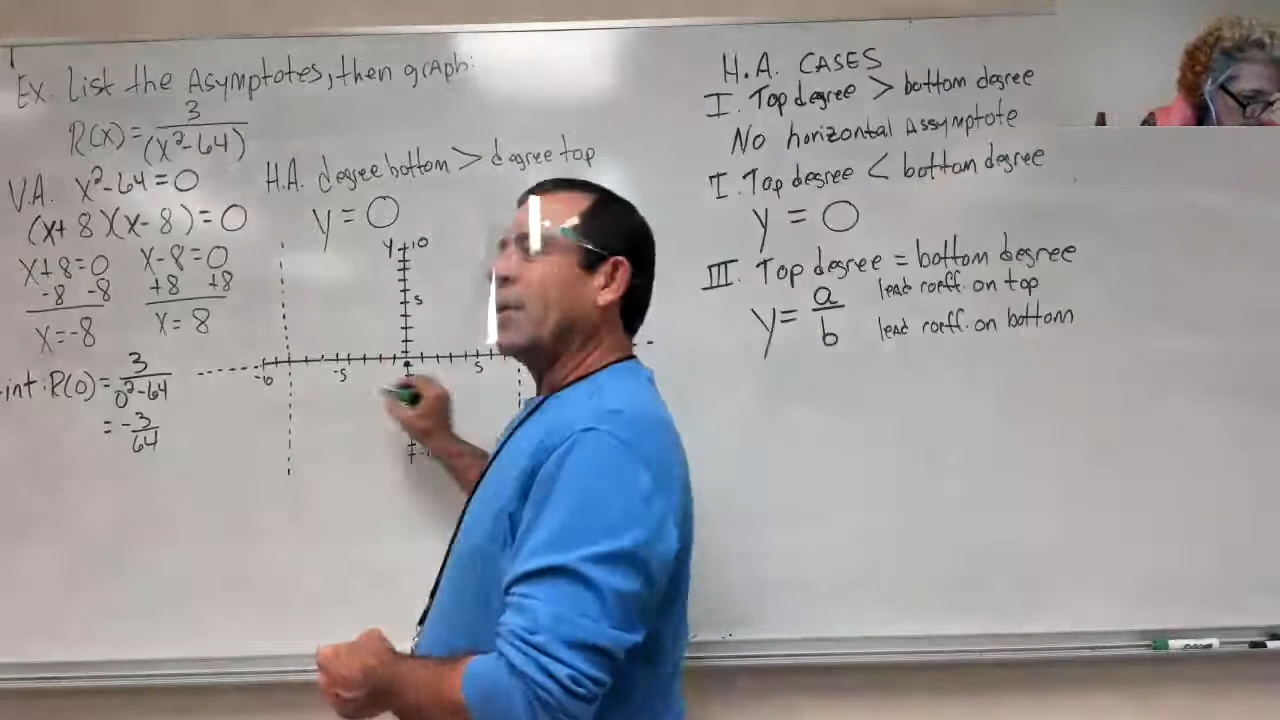 Ex. List the Asymptotes, then graph:
R(x) = 3/(x²-64)
V.A. x²-64=0
(x+8)(x-8)=0
x+8=0 x-8=0
-8 -8 +8 +8
x=-8 x=8
-int: R(0)= 3/0²-64
= -3/64
H.A. degree bottom > degree top
y=0
y 10
5
-10 -5 5
H.A. CASES
I. Top degree > bottom degree
No horizontal Assymptote
I. Top degree < bottom degree
y = 0
III. Top degree = bottom degree
y= a/b lead coeff. on top
lead coeff. on bottom